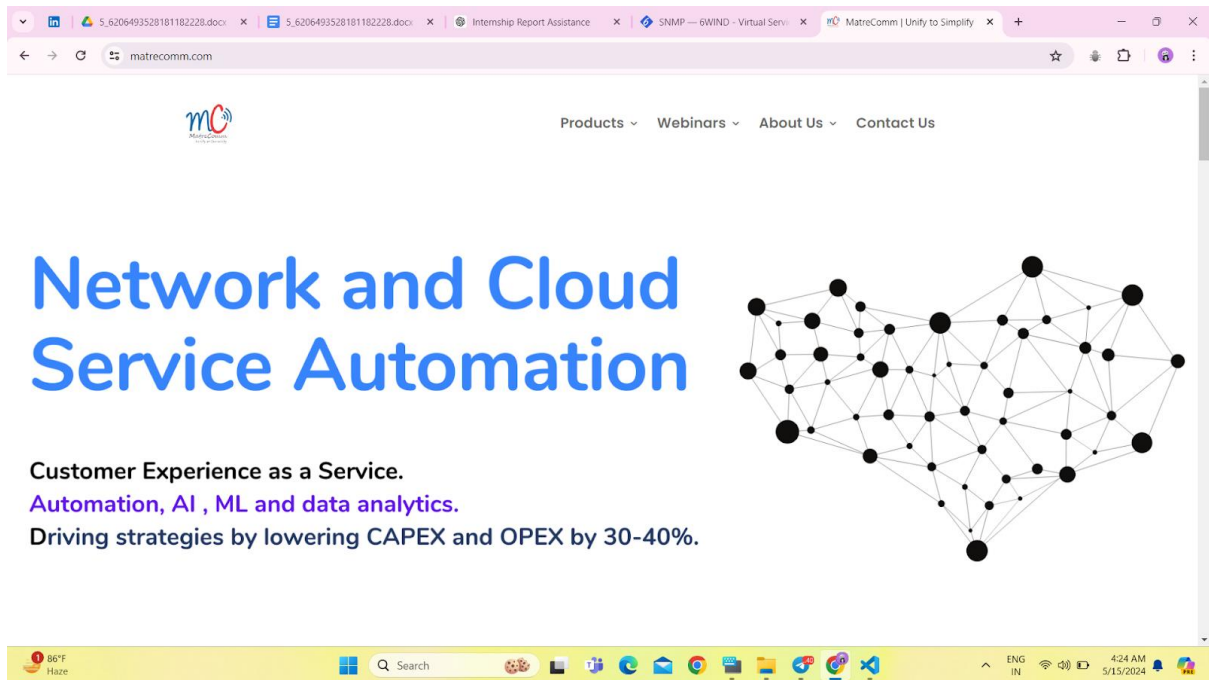 5_6206493528181182228.docx
5_6206493528181182228.docx
Internship Report Assistance
SNMP — 6WIND - Virtual Servi
MatreComm | Unify to Simplify
matrecomm.com
mC
MatreComm
Products
Webinars
About Us
Contact Us
Network and Cloud
Service Automation
Customer Experience as a Service.
Automation, AI , ML and data analytics.
Driving strategies by lowering CAPEX and OPEX by 30-40%.
1
86°F
Haze
Search
ENG
IN
4:24 AM
5/15/2024